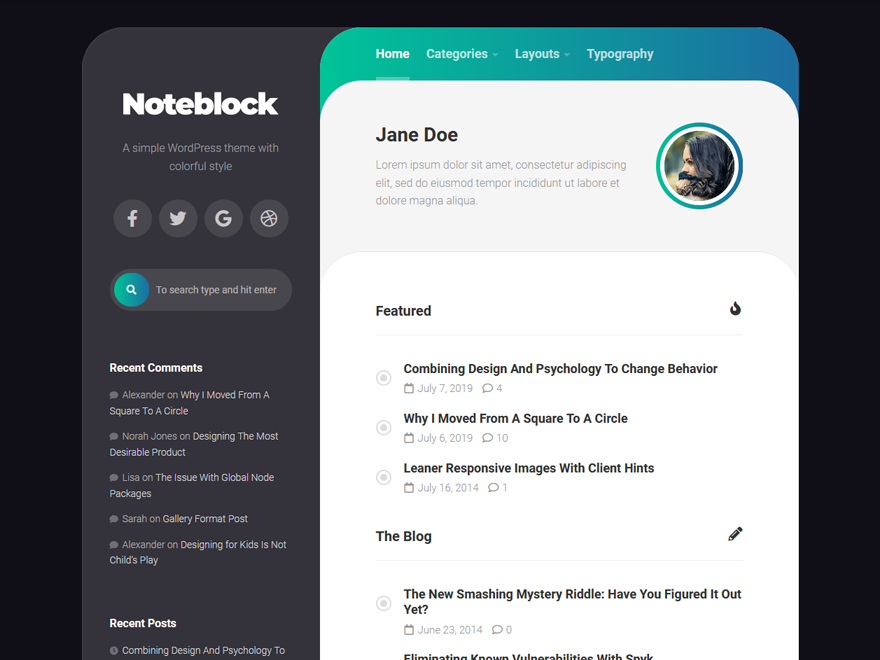 Noteblock
A simple WordPress theme with
colorful style
To search type and hit enter
Recent Comments
Alexander on Why I Moved From A
Square To A Circle
Norah Jones on Designing The Most
Desirable Product
Lisa on The Issue With Global Node
Packages
Sarah on Gallery Format Post
Alexander on Designing for Kids Is Not
Child's Play
Recent Posts
Combining Design And Psychology To
Home Categories Layouts Typography
Jane Doe
Lorem ipsum dolor sit amet, consectetur adipiscing
elit, sed do eiusmod tempor incididunt ut labore et
dolore magna aliqua.
Featured
Combining Design And Psychology To Change Behavior
July 7, 2019 4
Why I Moved From A Square To A Circle
July 6, 2019 10
Leaner Responsive Images With Client Hints
July 16, 2014 1
The Blog
The New Smashing Mystery Riddle: Have You Figured It Out
Yet?
June 23, 2014 0
Eliminating Known Vulnerabilities With Snyk